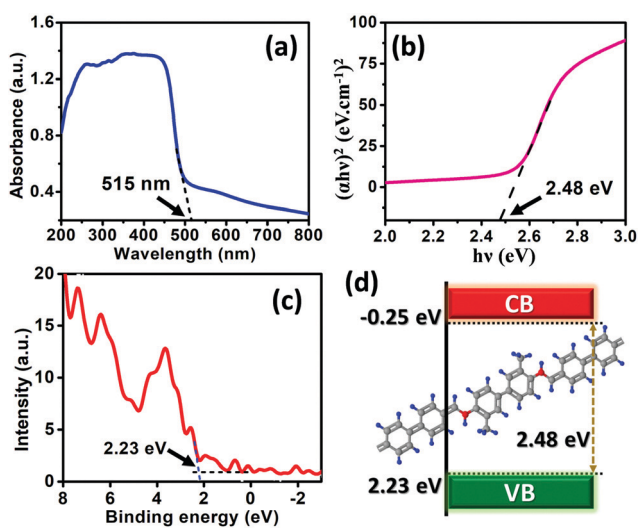 (a)
Absorbance (a.u.)
1.6
1.2
0.8
0.4
515 nm
200 300 400 500 600 700 800
Wavelength (nm)
(b)
(αhν)² (eV.cm⁻¹)²
100
75
50
25
0
2.48 eV
2.0 2.2 2.4 2.6 2.8 3.0
hν (eV)
(c)
Intensity (a.u.)
20
15
10
5
0
2.23 eV
8 6 4 2 0 -2
Binding energy (eV)
(d)
CB
-0.25 eV
2.48 eV
2.23 eV
VB